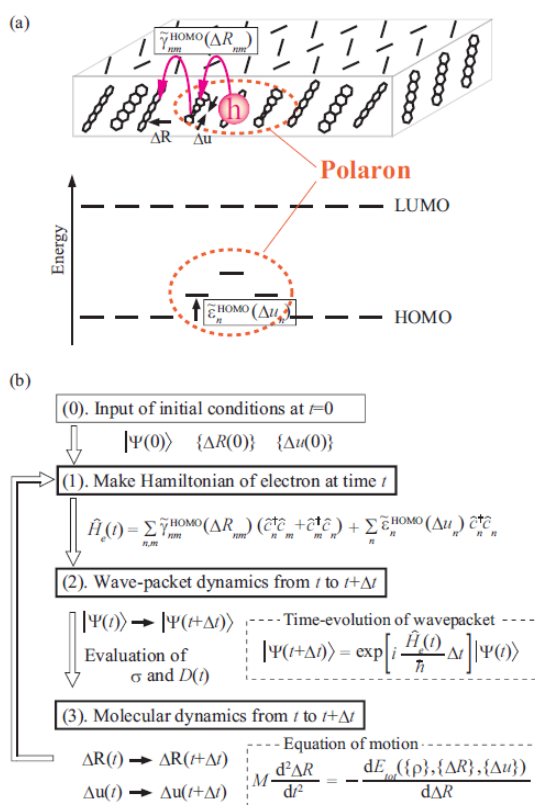 (a)
γ̃ₙₘᴴᴼᴹᴼ(ΔRₙₘ)
h
ΔR
Δu
Polaron
Energy
LUMO
ε̃ₙᴴᴼᴹᴼ(Δuₙ)
HOMO
(b)
(0). Input of initial conditions at t=0
|Ψ(0)⟩ {ΔR(0)} {Δu(0)}
(1). Make Hamiltonian of electron at time t
Ĥₑ(t) = Σₙ,ₘ γ̃ₙₘᴴᴼᴹᴼ(ΔRₙₘ) (ĉₙ†ĉₘ+ĉₘ†ĉₙ) + Σₙ ε̃ₙᴴᴼᴹᴼ(Δuₙ) ĉₙ†ĉₙ
(2). Wave-packet dynamics from t to t+Δt
|Ψ(t)⟩ → |Ψ(t+Δt)⟩
Evaluation of
σ and D(t)
Time-evolution of wavepacket
|Ψ(t+Δt)⟩ = exp[i Ĥₑ(t)/ħ Δt]|Ψ(t)⟩
(3). Molecular dynamics from t to t+Δt
ΔR(t) → ΔR(t+Δt)
Δu(t) → Δu(t+Δt)
Equation of motion
M d²ΔR/dt² = − dEₜₒₜ({ρ},{ΔR},{Δu})/dΔR